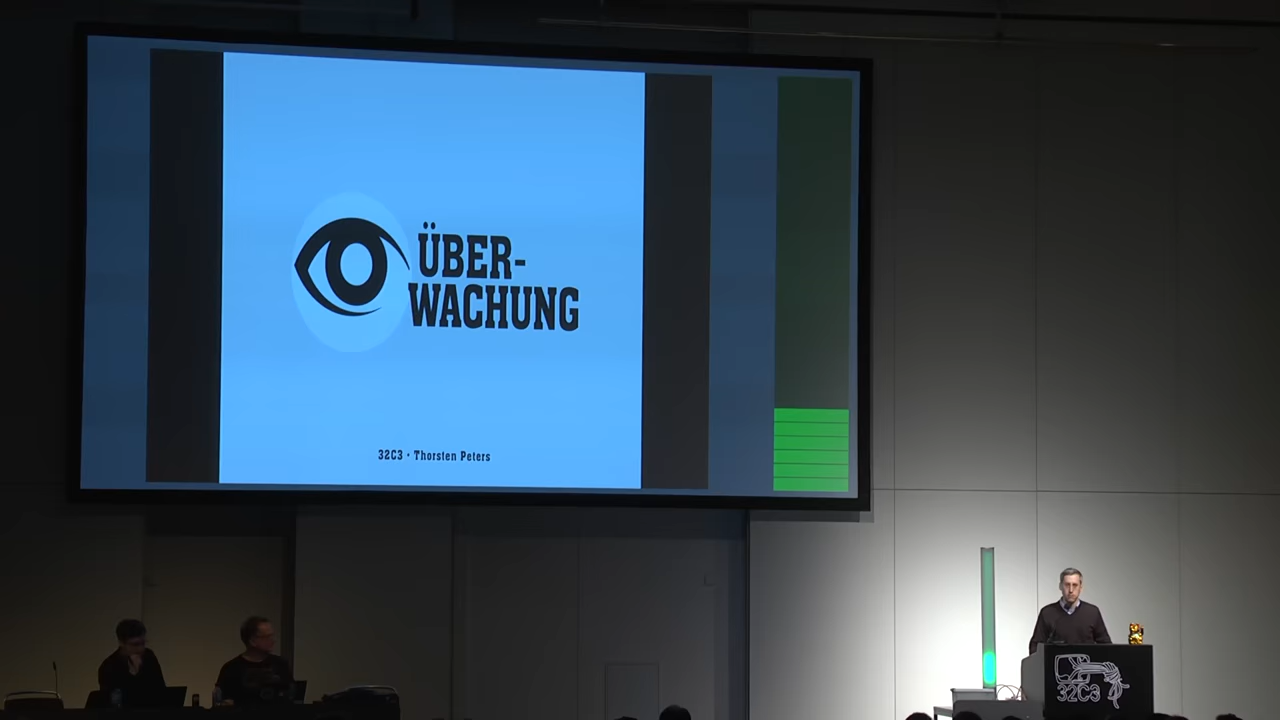 ÜBER-
WACHUNG
32C3 • Thorsten Peters
32C3